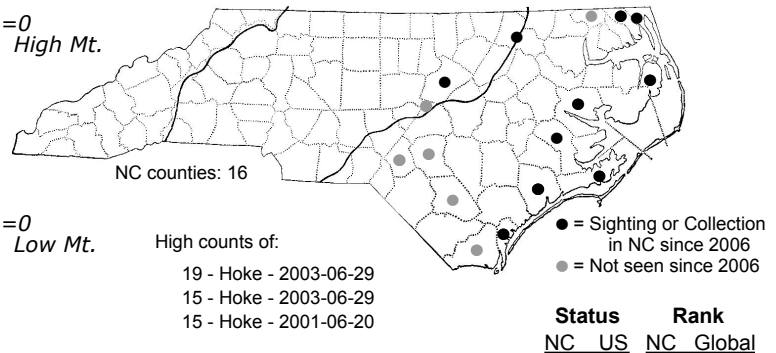 =0
High Mt.
NC counties: 16
=0
Low Mt.
High counts of:
19 - Hoke - 2003-06-29
15 - Hoke - 2003-06-29
15 - Hoke - 2001-06-20
= Sighting or Collection
in NC since 2006
= Not seen since 2006
Status Rank
NC US NC Global